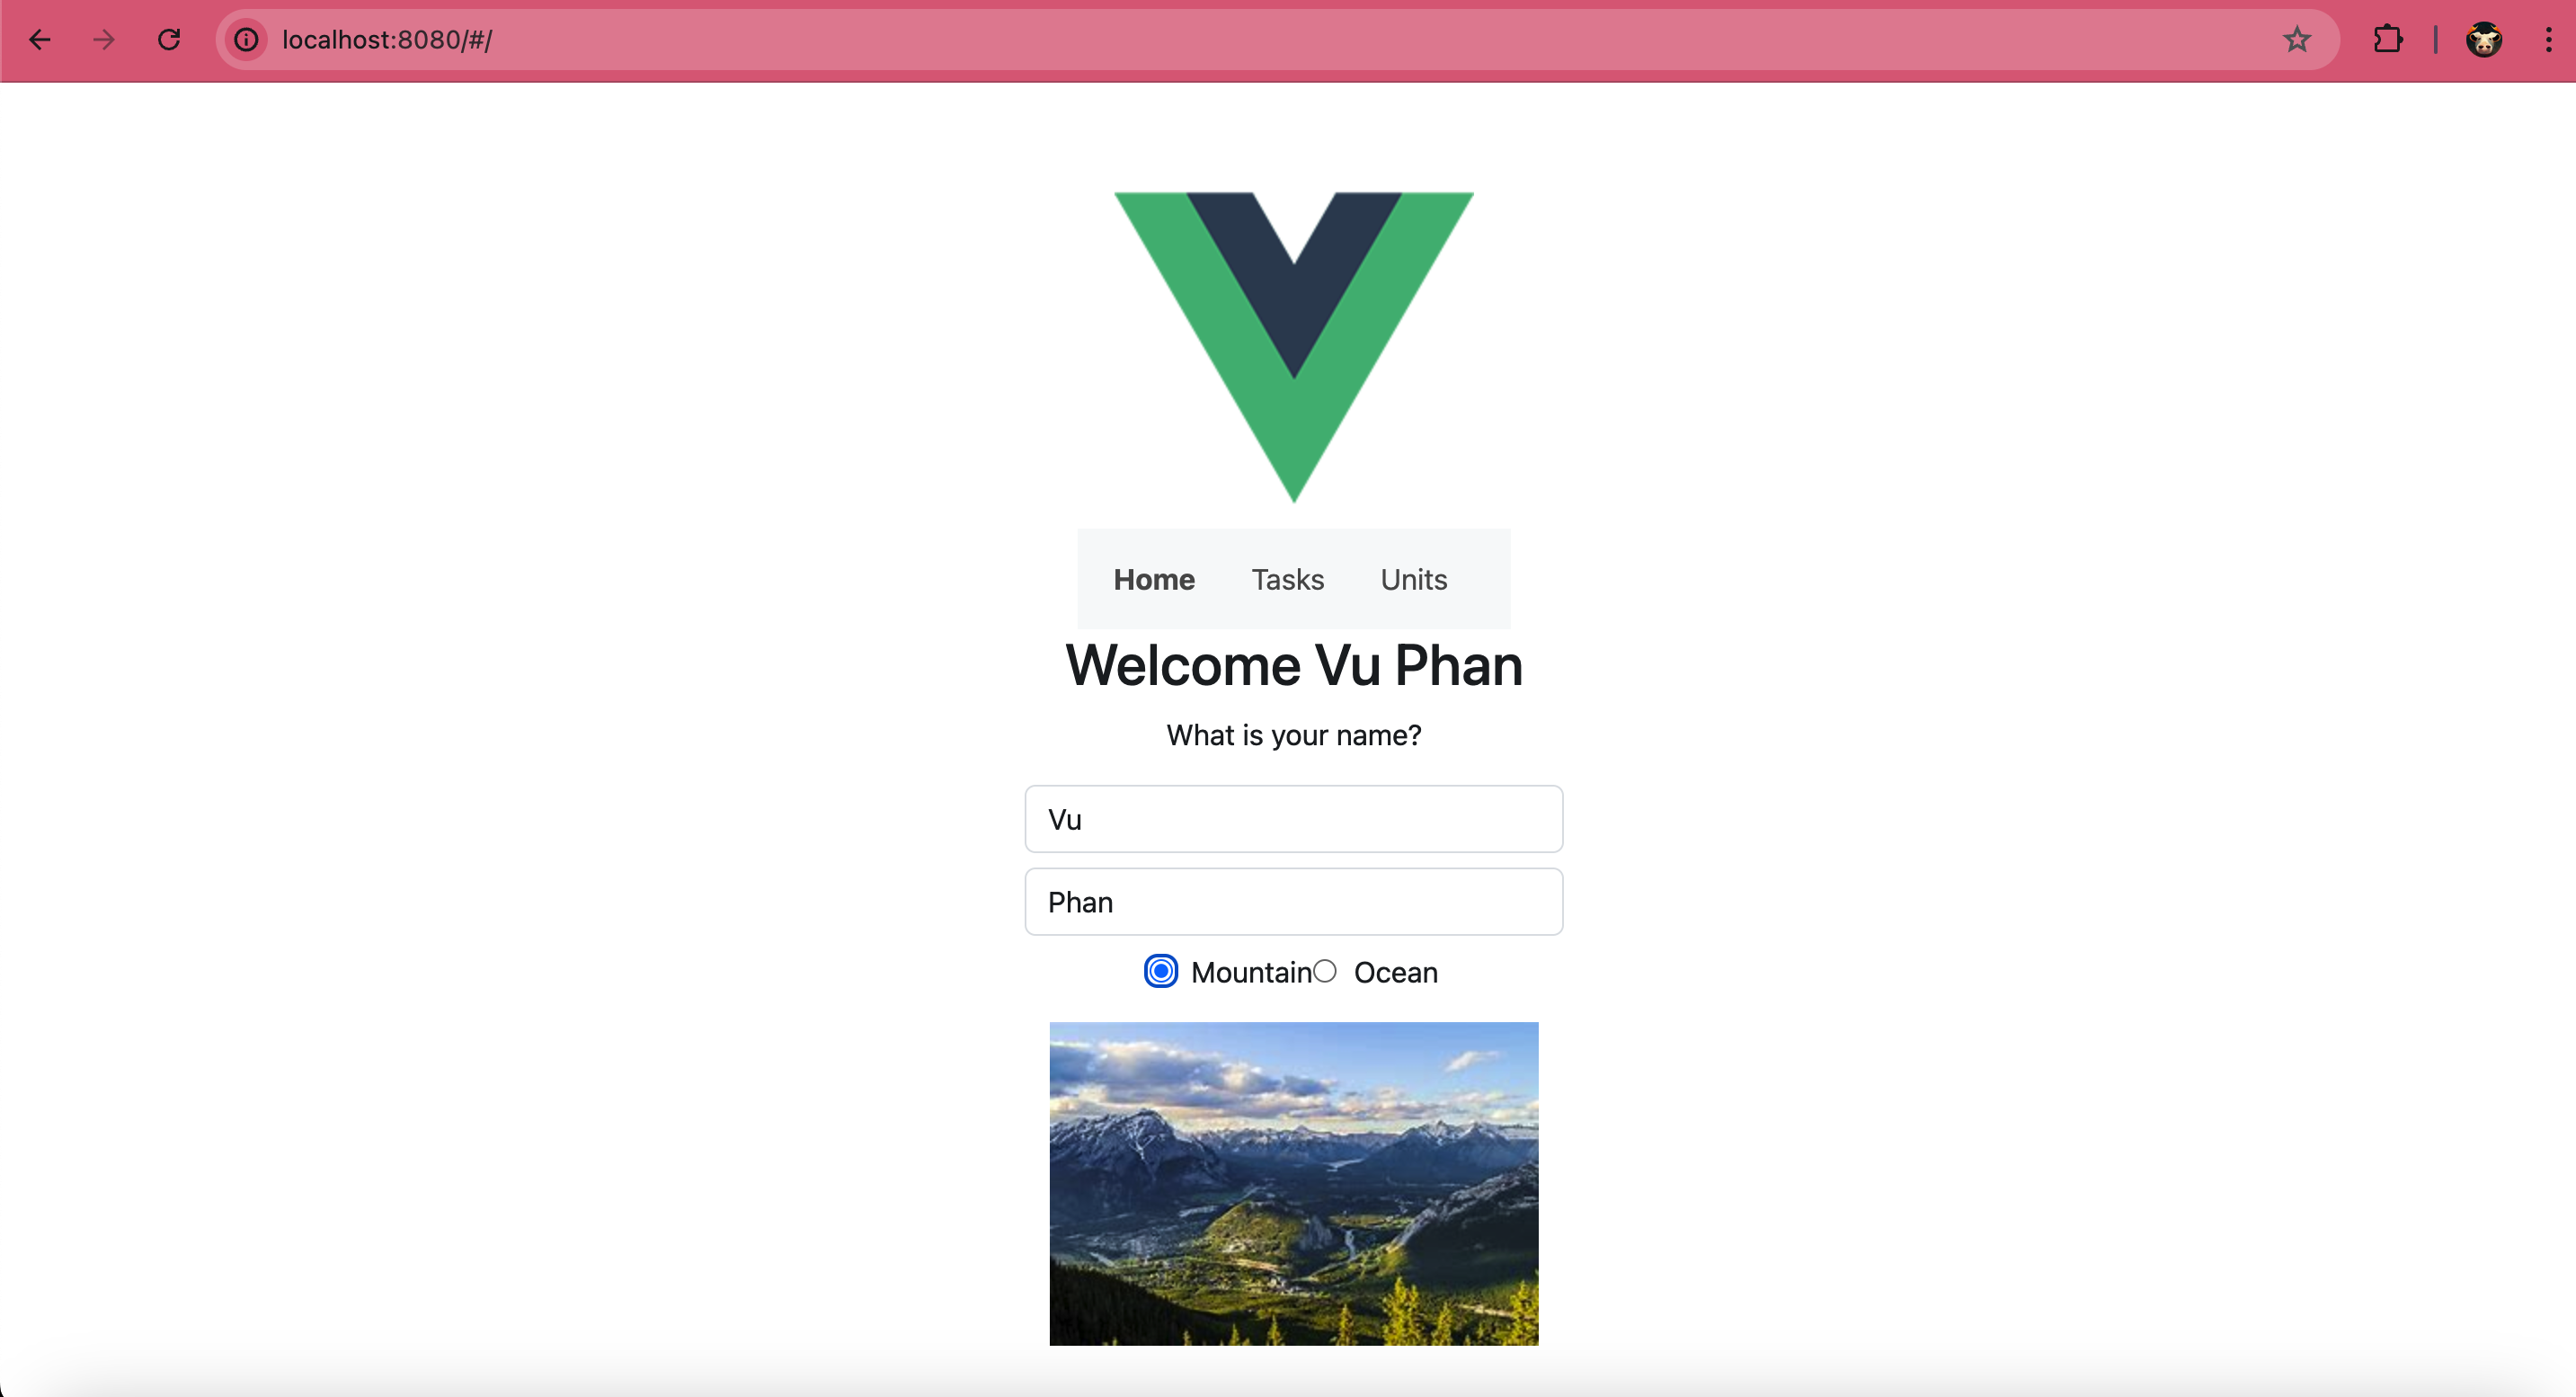 localhost:8080/#/
Home Tasks Units
Welcome Vu Phan
What is your name?
Vu
Phan
Mountain Ocean